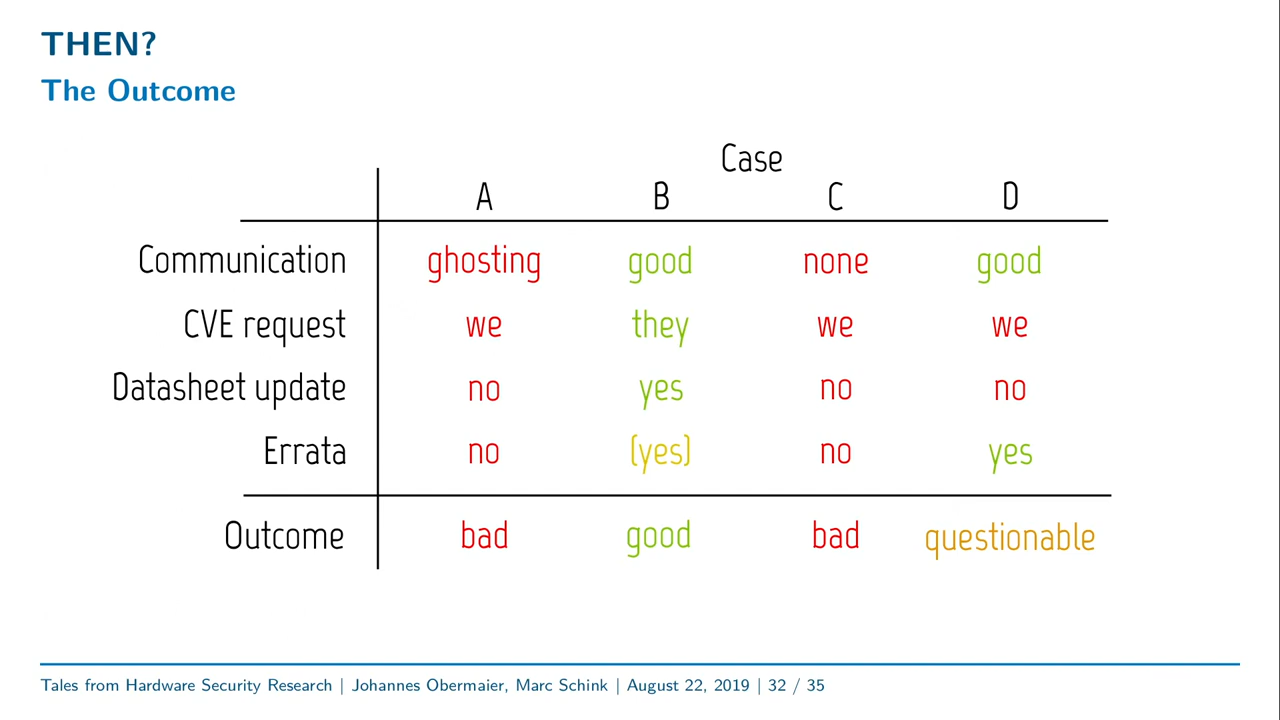 THEN?
The Outcome
Case
A B C D
Communication ghosting good none good
CVE request we they we we
Datasheet update no yes no no
Errata no (yes) no yes
Outcome bad good bad questionable
Tales from Hardware Security Research | Johannes Obermaier, Marc Schink | August 22, 2019 | 32 / 35